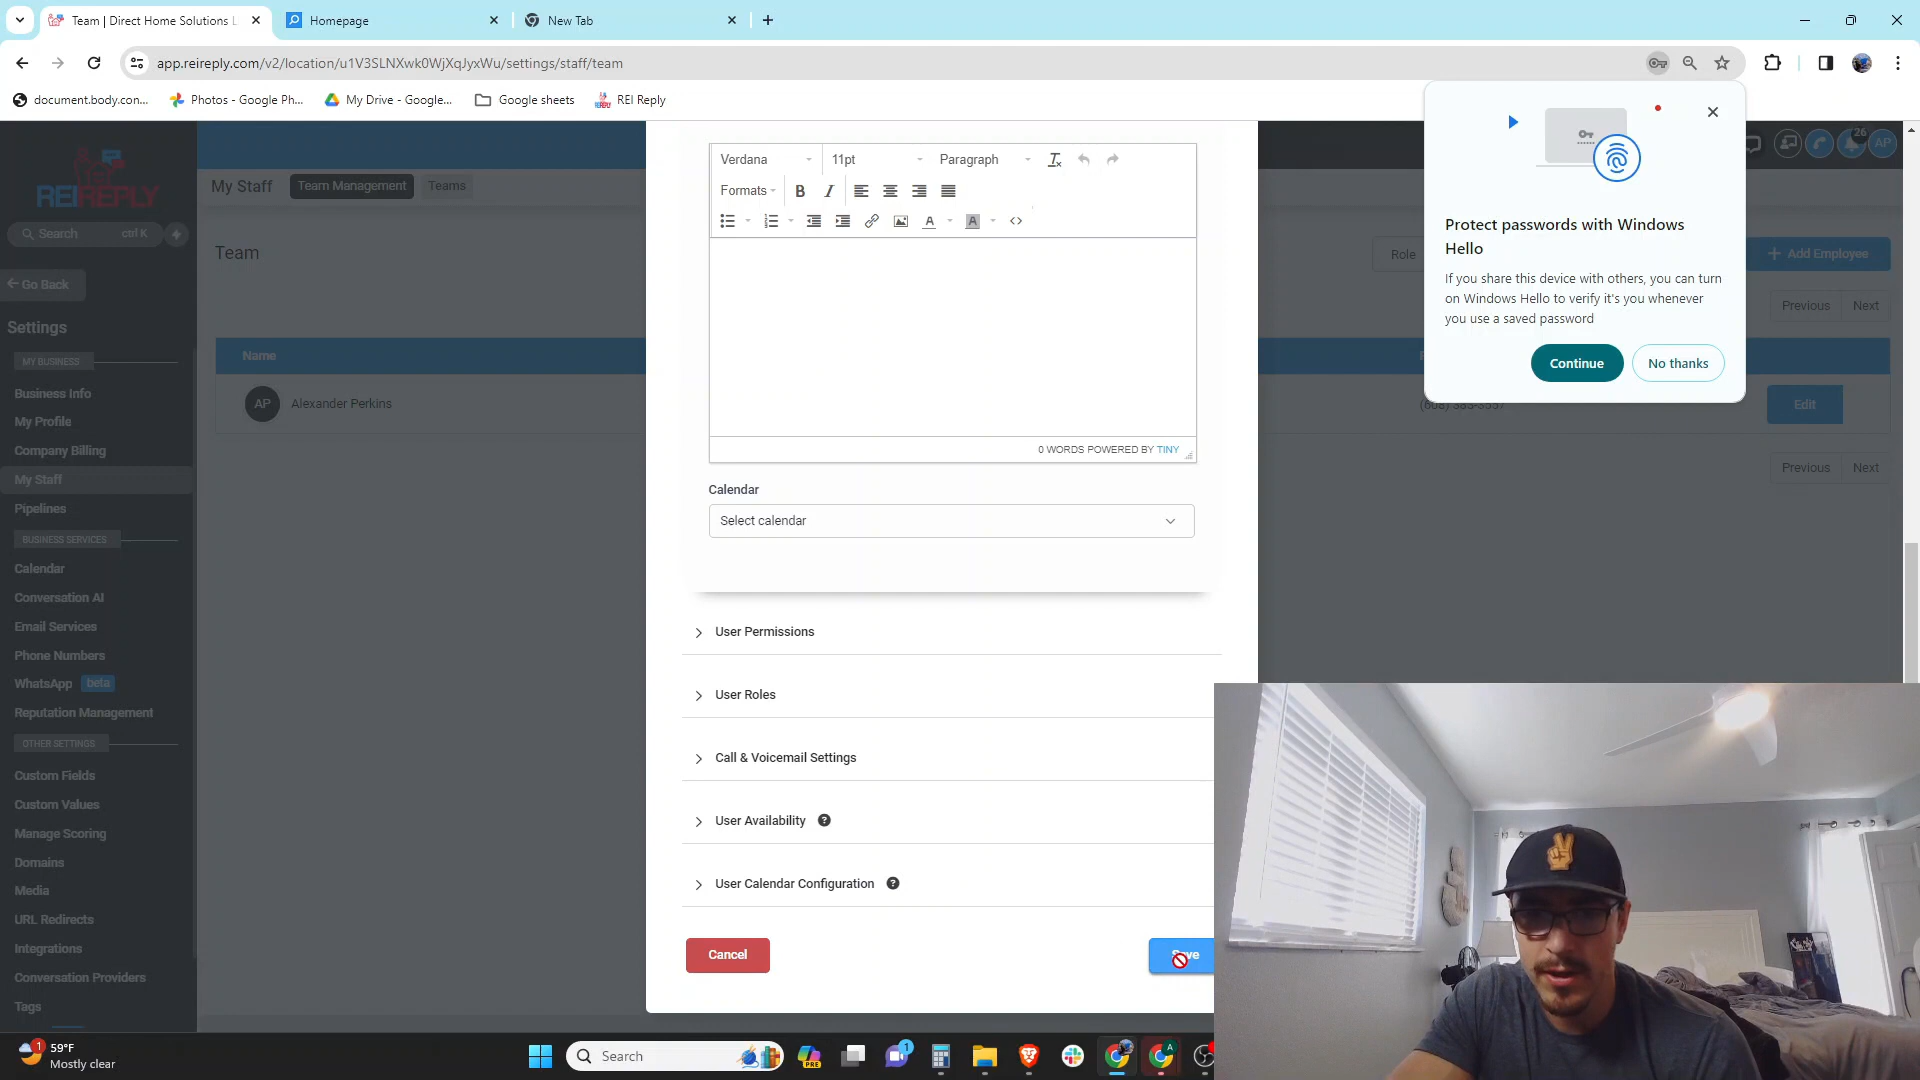 Team | Direct Home Solutions L
Homepage
New Tab
app.reireply.com/v2/location/u1V3SLNXwk0WjXqJyxWu/settings/staff/team
document.body.con...
Photos - Google Ph...
My Drive - Google...
Google sheets
REI Reply
REIREPLY
Search
ctrl K
Go Back
Settings
MY BUSINESS
Business Info
My Profile
Company Billing
My Staff
Pipelines
BUSINESS SERVICES
Calendar
Conversation AI
Email Services
Phone Numbers
WhatsApp beta
Reputation Management
OTHER SETTINGS
Custom Fields
Custom Values
Manage Scoring
Domains
Media
URL Redirects
Integrations
Conversation Providers
Tags
My Staff
Team Management
Teams
Team
Name
AP Alexander Perkins
Verdana
11pt
Paragraph
Formats
B
I
A
A
0 WORDS POWERED BY TINY
Calendar
Select calendar
User Permissions
User Roles
Call & Voicemail Settings
User Availability ?
User Calendar Configuration ?
Cancel
26
AP
Role
Add Employee
Previous
Next
Edit
Previous
Next
Protect passwords with Windows
Hello
If you share this device with others, you can turn
on Windows Hello to verify it's you whenever
you use a saved password
Continue
No thanks
1
59°F
Mostly clear
Search
PRE
1
A